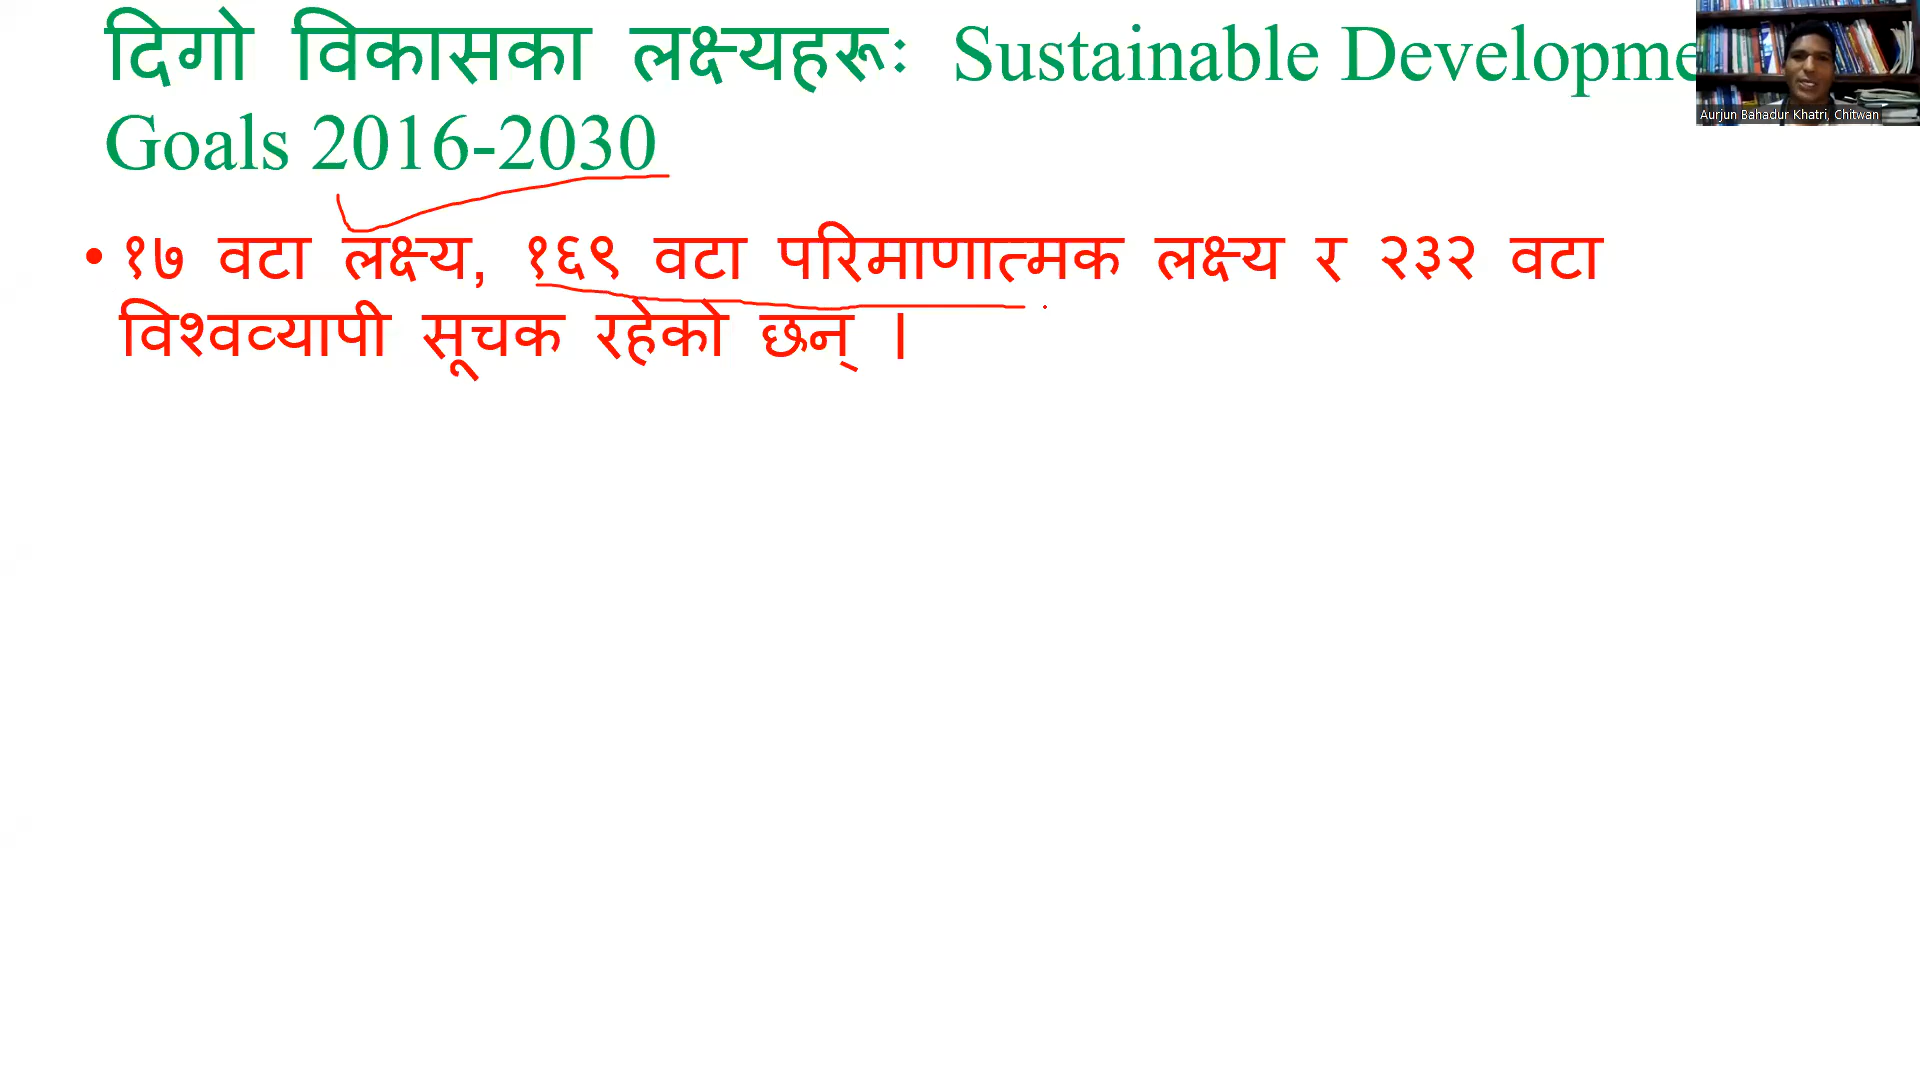 दिगो विकासका लक्ष्यहरूः Sustainable Developme
Goals 2016-2030
Aurjun Bahadur Khatri, Chitwan
• १७ वटा लक्ष्य, १६९ वटा परिमाणात्मक लक्ष्य र २३२ वटा
विश्वव्यापी सूचक रहेको छन् ।